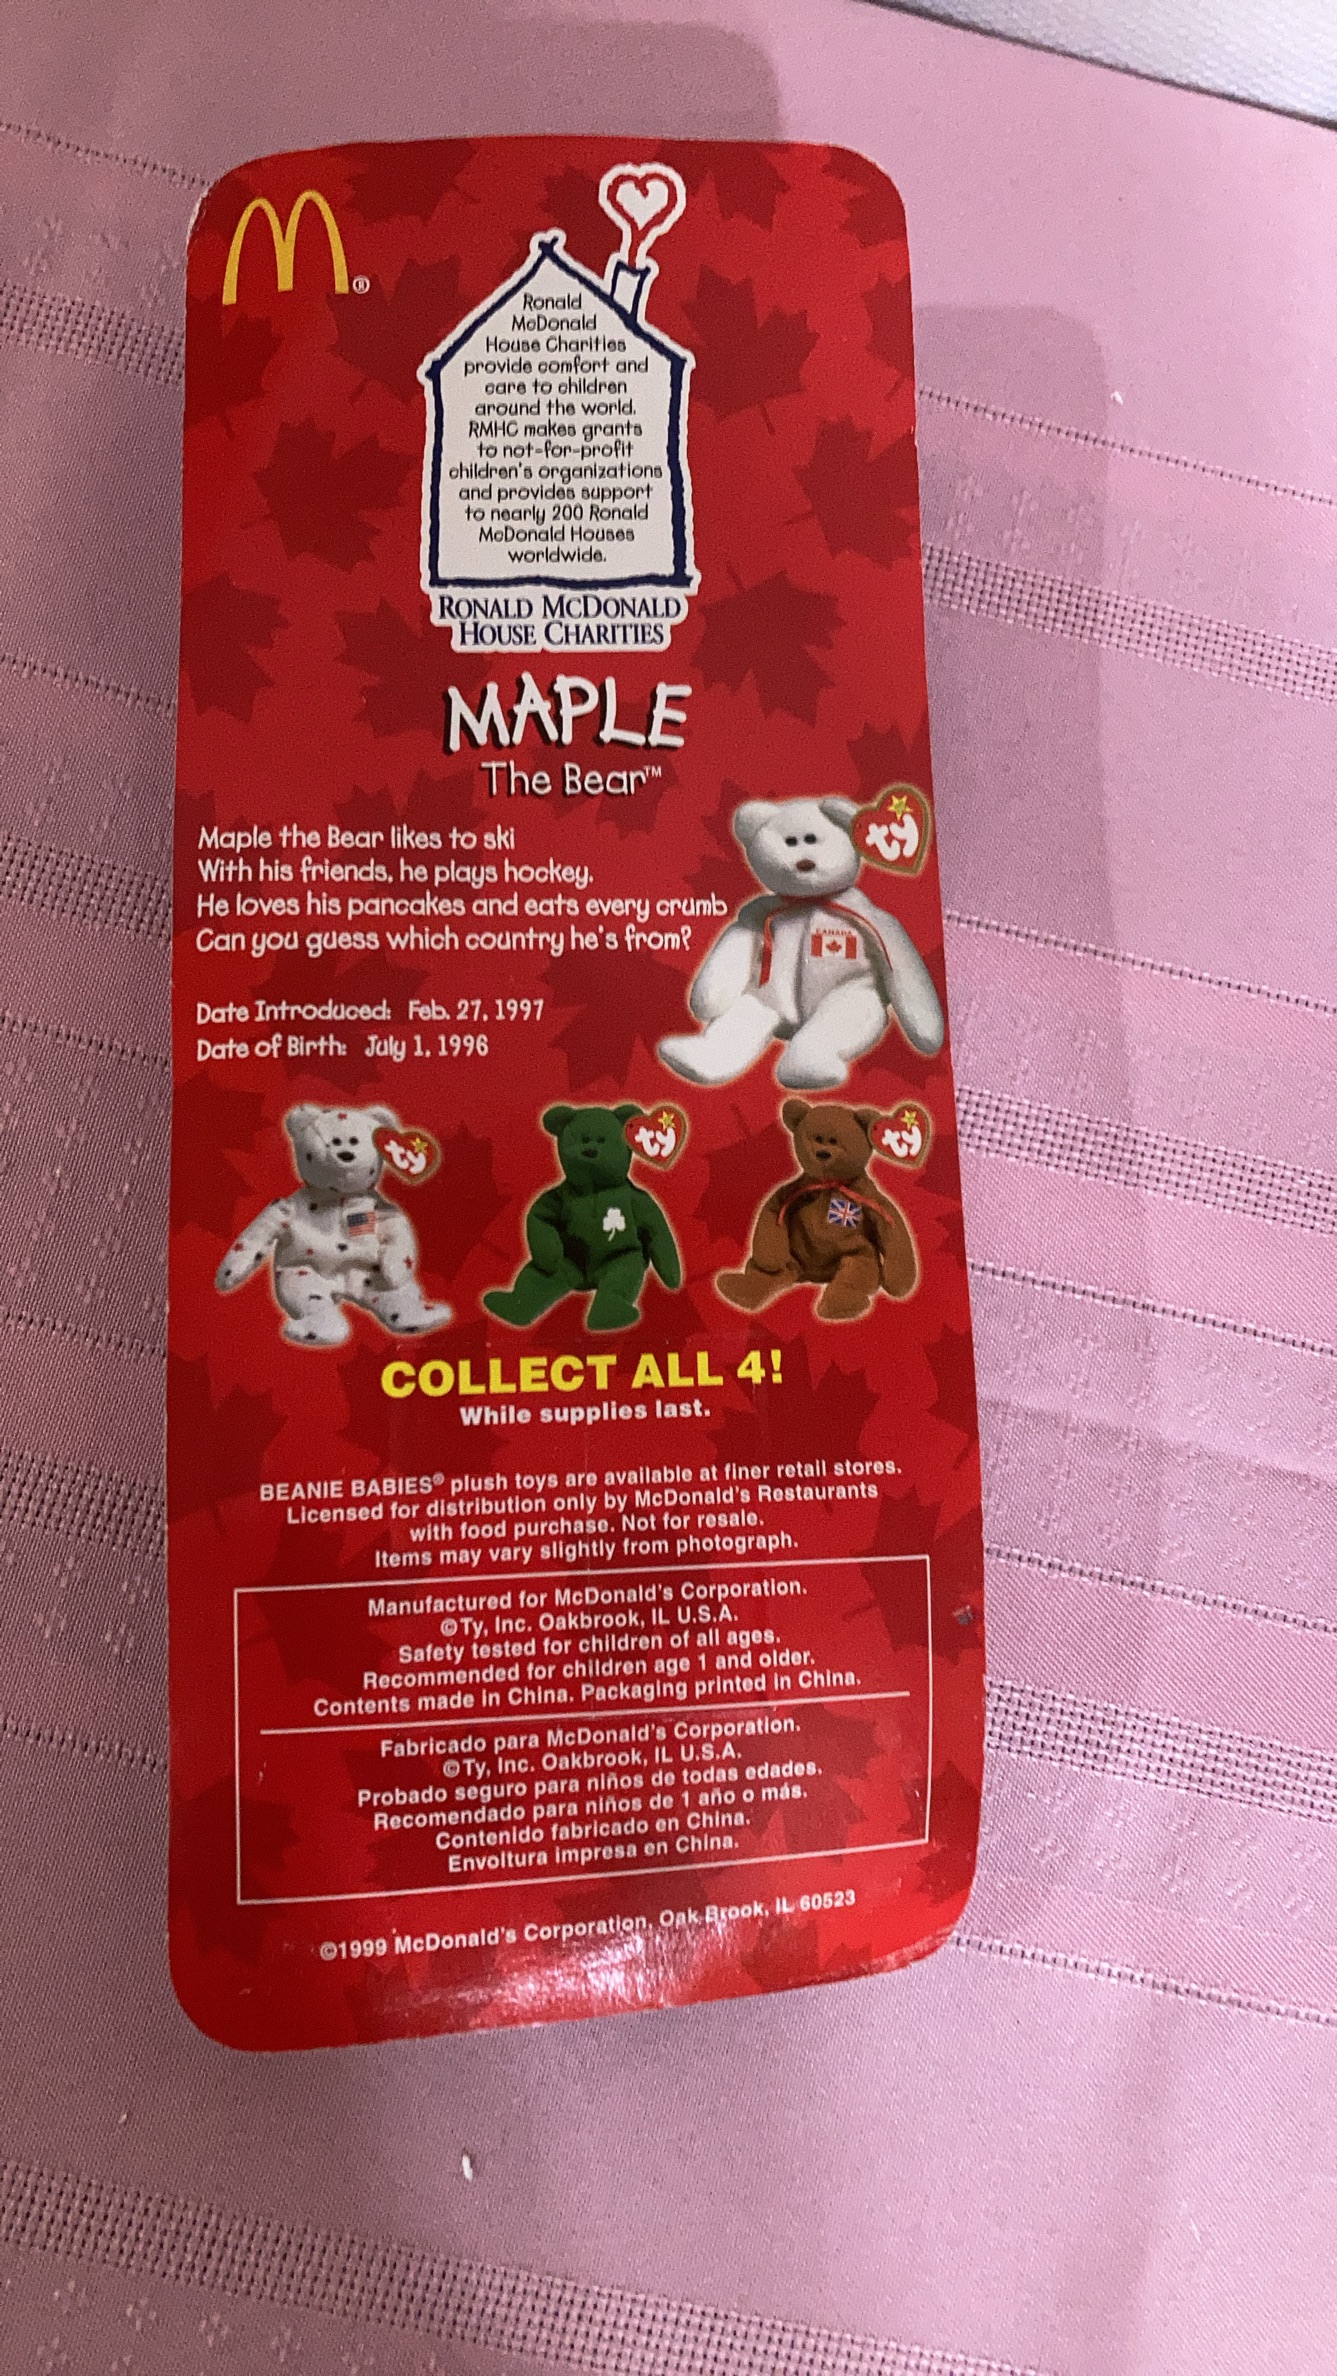 M®
Ronald
McDonald
House Charities
provide comfort and
care to children
around the world.
RMHC makes grants
to not-for-profit
children's organizations
and provides support
to nearly 200 Ronald
McDonald Houses
worldwide.
RONALD MCDONALD
HOUSE CHARITIES
MAPLE
The Bear™
Maple the Bear likes to ski
With his friends, he plays hockey.
He loves his pancakes and eats every crumb
Can you guess which country he's from?
ty
CANADA
Date Introduced: Feb. 27, 1997
Date of Birth: July 1, 1996
ty
ty
ty
COLLECT ALL 4!
While supplies last.
BEANIE BABIES® plush toys are available at finer retail stores.
Licensed for distribution only by McDonald's Restaurants
with food purchase. Not for resale.
Items may vary slightly from photograph.
Manufactured for McDonald's Corporation.
©Ty, Inc. Oakbrook, IL U.S.A.
Safety tested for children of all ages.
Recommended for children age 1 and older.
Contents made in China. Packaging printed in China.
Fabricado para McDonald's Corporation.
©Ty, Inc. Oakbrook, IL U.S.A.
Probado seguro para niños de todas edades.
Recomendado para niños de 1 año o más.
Contenido fabricado en China.
Envoltura impresa en China.
©1999 McDonald's Corporation, Oak Brook, IL 60523